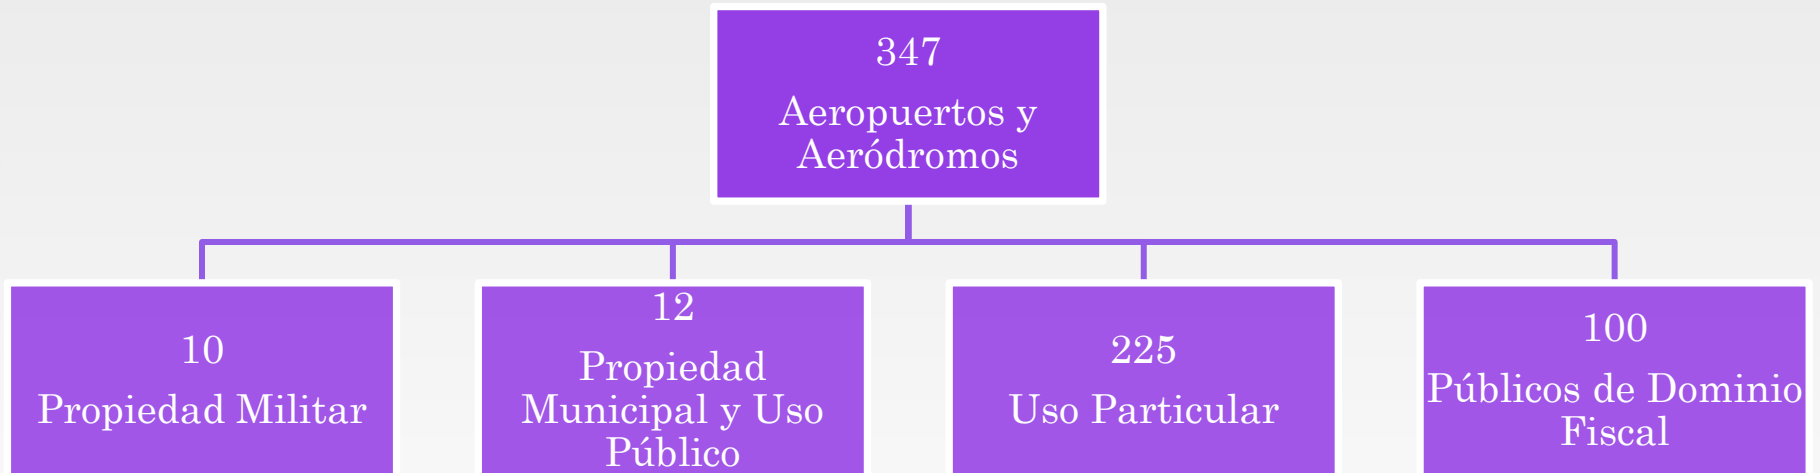 347
Aeropuertos y
Aeródromos
10
Propiedad Militar
12
Propiedad
Municipal y Uso
Público
225
Uso Particular
100
Públicos de Dominio
Fiscal